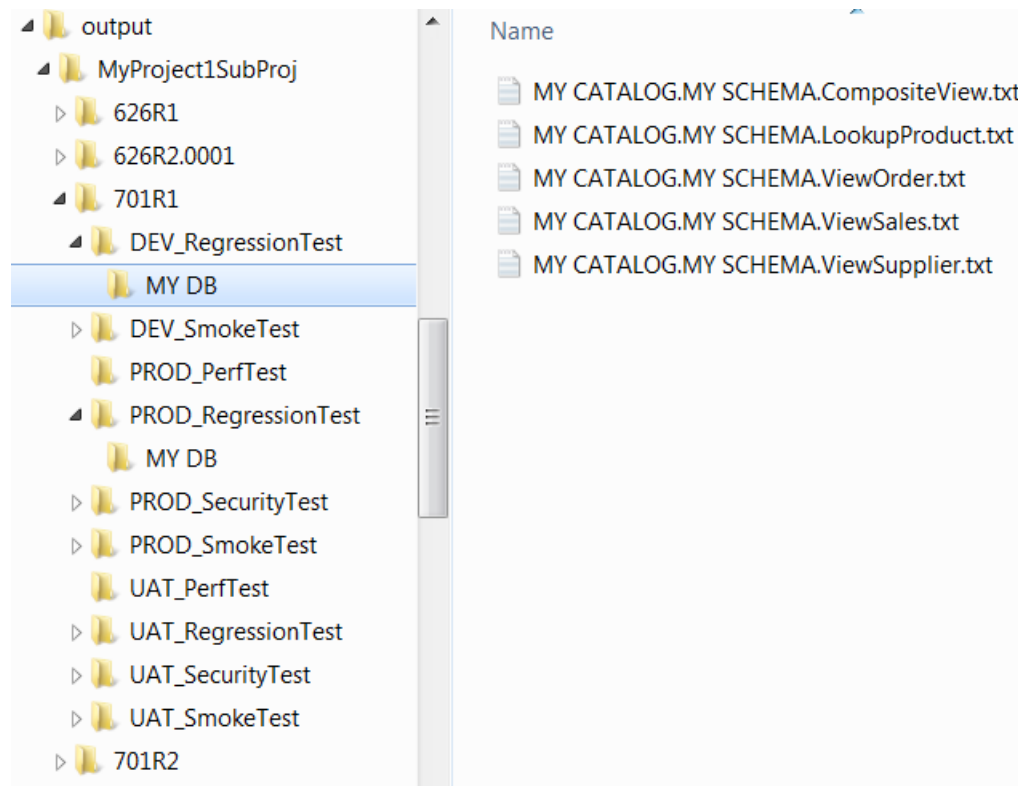 output
MyProject1SubProj
626R1
626R2.0001
701R1
DEV_RegressionTest
MY DB
DEV_SmokeTest
PROD_PerfTest
PROD_RegressionTest
MY DB
PROD_SecurityTest
PROD_SmokeTest
UAT_PerfTest
UAT_RegressionTest
UAT_SecurityTest
UAT_SmokeTest
701R2
Name
MY CATALOG.MY SCHEMA.CompositeView.txt
MY CATALOG.MY SCHEMA.LookupProduct.txt
MY CATALOG.MY SCHEMA.ViewOrder.txt
MY CATALOG.MY SCHEMA.ViewSales.txt
MY CATALOG.MY SCHEMA.ViewSupplier.txt